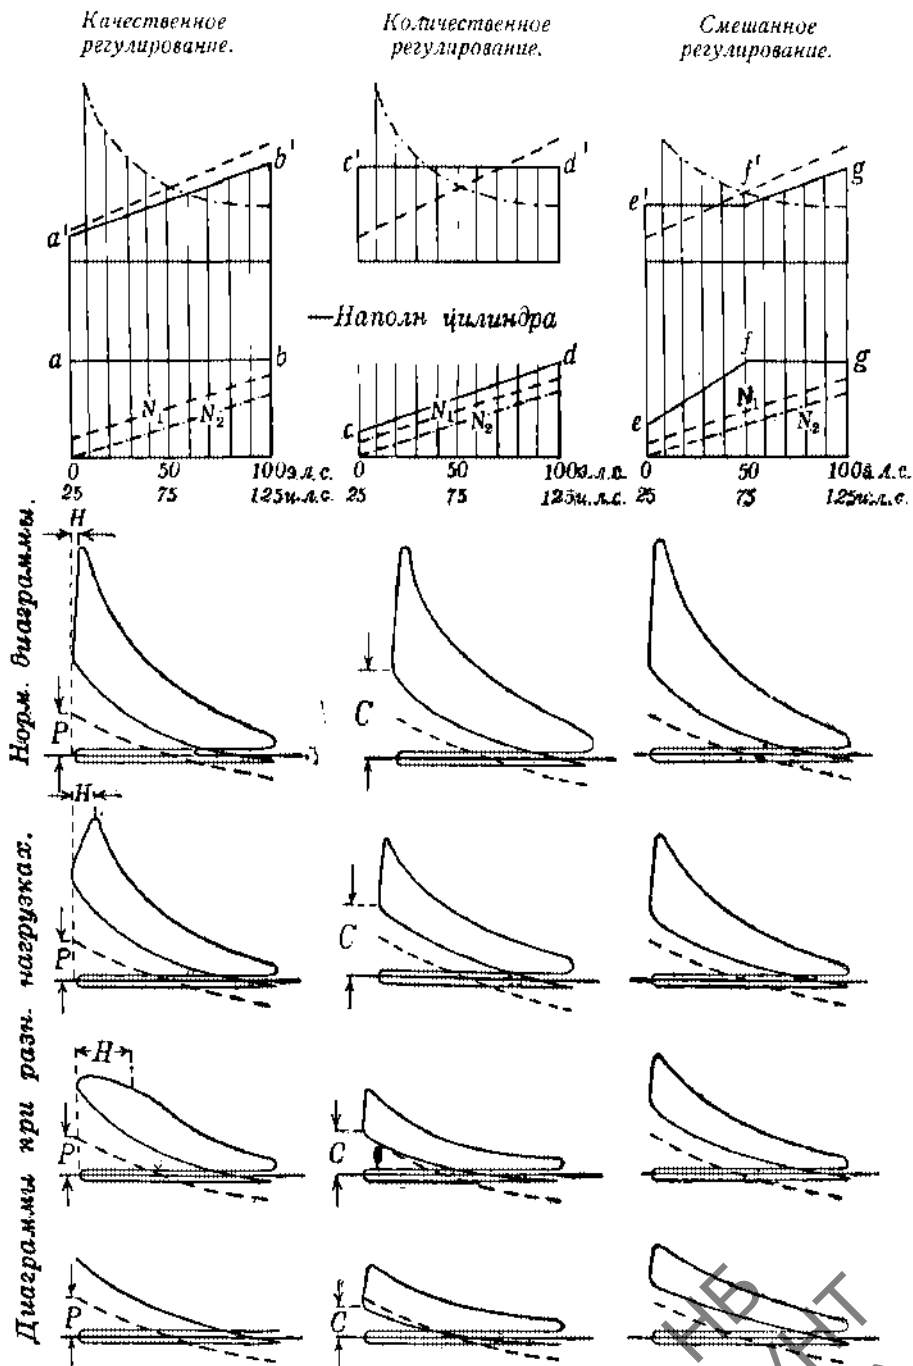 Качественное
регулирование.
Количественное
регулирование.
Смешанное
регулирование.
a' b'
c' d'
e' f' g
—Наполн цилиндра
a b
N₁ N₂
c d
N₁ N₂
e f g
N₁ N₂
0 50 100э.л.с.
25 75 125и.л.с.
0 50 100э.л.с.
25 75 125и.л.с.
0 50 100э.л.с.
25 75 125и.л.с.
Норм. диаграммы.
H
P
C
Диаграммы при разн. нагрузках.
H
P
C
H
P
C
P
C
НБ